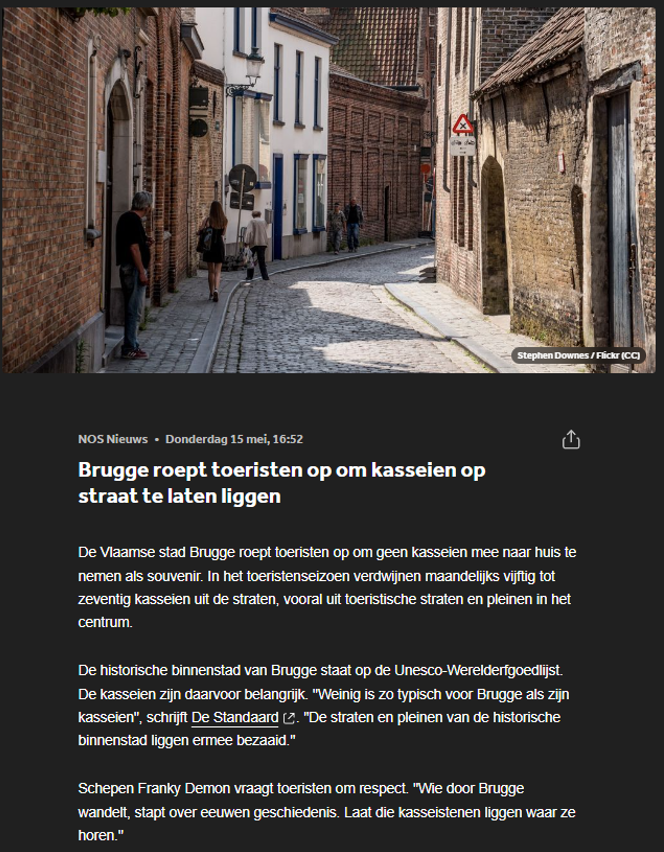 Stephen Downes / Flickr (CC)
NOS Nieuws • Donderdag 15 mei, 16:52
Brugge roept toeristen op om kasseien op
straat te laten liggen
De Vlaamse stad Brugge roept toeristen op om geen kasseien mee naar huis te
nemen als souvenir. In het toeristenseizoen verdwijnen maandelijks vijftig tot
zeventig kasseien uit de straten, vooral uit toeristische straten en pleinen in het
centrum.
De historische binnenstad van Brugge staat op de Unesco-Werelderfgoedlijst.
De kasseien zijn daarvoor belangrijk. "Weinig is zo typisch voor Brugge als zijn
kasseien", schrijft De Standaard. "De straten en pleinen van de historische
binnenstad liggen ermee bezaaid."
Schepen Franky Demon vraagt toeristen om respect. "Wie door Brugge
wandelt, stapt over eeuwen geschiedenis. Laat die kasseistenen liggen waar ze
horen."